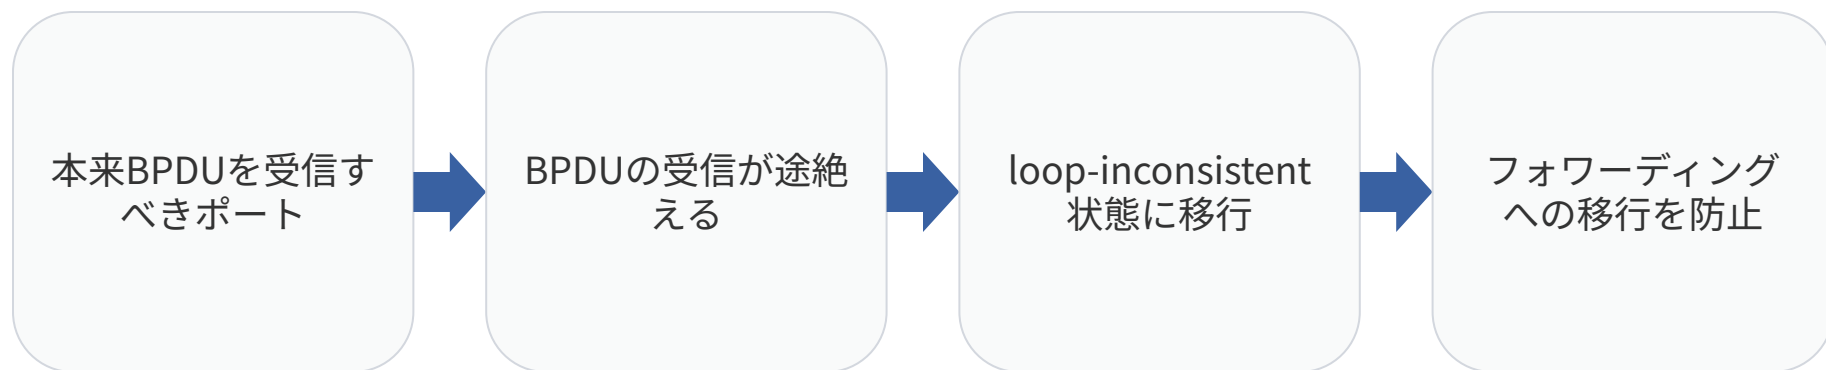 本来BPDUを受信す
べきポート
BPDUの受信が途絶
える
loop-inconsistent
状態に移行
フォワーディング
への移行を防止